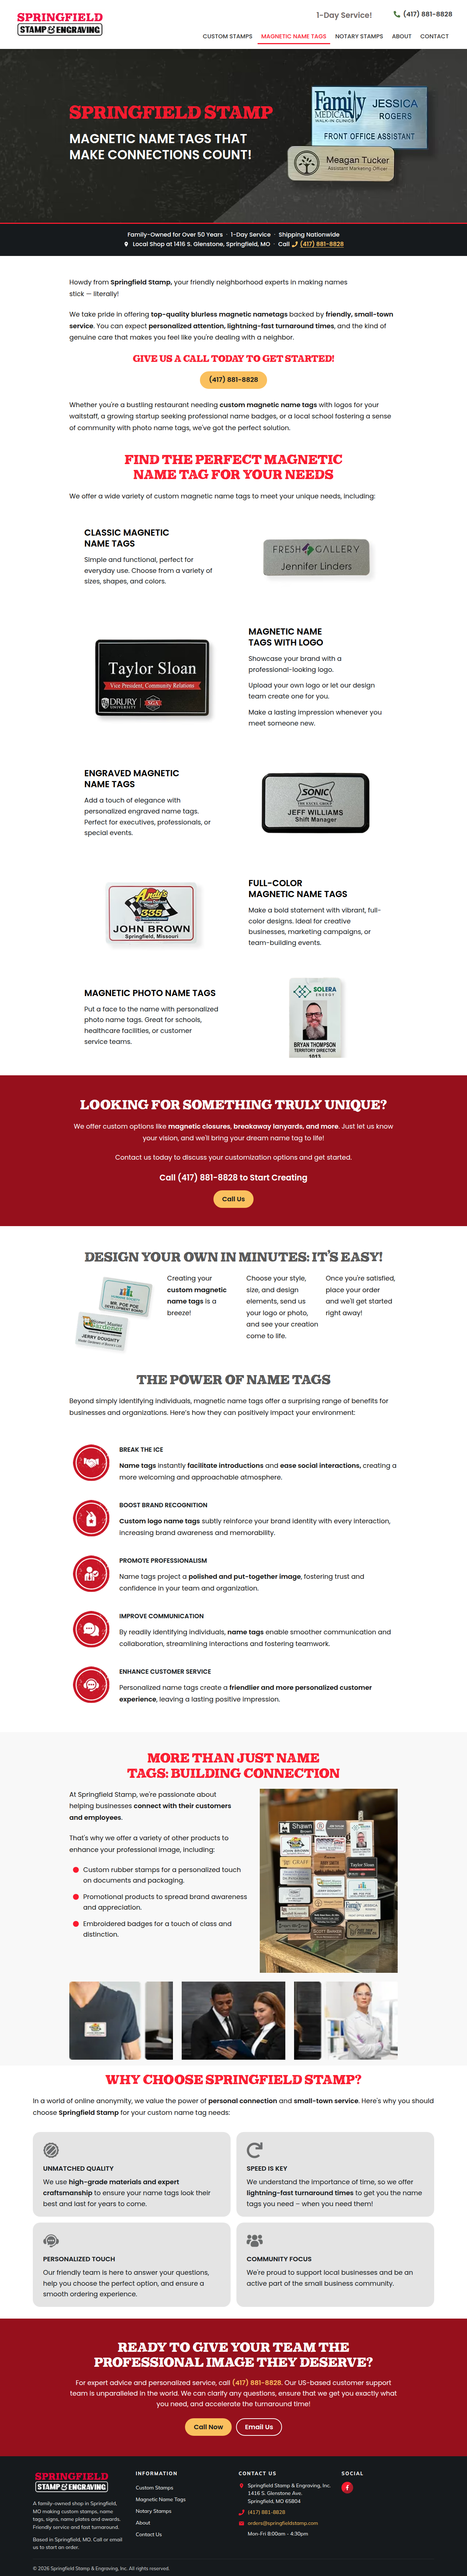 SPRINGFIELD
STAMP & ENGRAVING
1-Day Service!
(417) 881-8828
CUSTOM STAMPS
MAGNETIC NAME TAGS
NOTARY STAMPS
ABOUT
CONTACT
SPRINGFIELD STAMP
MAGNETIC NAME TAGS THAT
MAKE CONNECTIONS COUNT!
Family
MEDICAL
WALK-IN CLINICS
JESSICA
ROGERS
FRONT OFFICE ASSISTANT
Meagan Tucker
Assistant Marketing Officer
Family-Owned for Over 50 Years · 1-Day Service · Shipping Nationwide
Local Shop at 1416 S. Glenstone, Springfield, MO · Call (417) 881-8828
Howdy from Springfield Stamp, your friendly neighborhood experts in making names
stick — literally!
We take pride in offering top-quality blurless magnetic nametags backed by friendly, small-town
service. You can expect personalized attention, lightning-fast turnaround times, and the kind of
genuine care that makes you feel like you're dealing with a neighbor.
GIVE US A CALL TODAY TO GET STARTED!
(417) 881-8828
Whether you're a bustling restaurant needing custom magnetic name tags with logos for your
waitstaff, a growing startup seeking professional name badges, or a local school fostering a sense
of community with photo name tags, we've got the perfect solution.
FIND THE PERFECT MAGNETIC
NAME TAG FOR YOUR NEEDS
We offer a wide variety of custom magnetic name tags to meet your unique needs, including:
CLASSIC MAGNETIC
NAME TAGS
Simple and functional, perfect for
everyday use. Choose from a variety of
sizes, shapes, and colors.
FRESH GALLERY
Jennifer Linders
Taylor Sloan
Vice President, Community Relations
DRURY
UNIVERSITY
SGA
MAGNETIC NAME
TAGS WITH LOGO
Showcase your brand with a
professional-looking logo.
Upload your own logo or let our design
team create one for you.
Make a lasting impression whenever you
meet someone new.
ENGRAVED MAGNETIC
NAME TAGS
Add a touch of elegance with
personalized engraved name tags.
Perfect for executives, professionals, or
special events.
SONIC
JEFF WILLIAMS
Shift Manager
Andy's
JOHN BROWN
Springfield, Missouri
FULL-COLOR
MAGNETIC NAME TAGS
Make a bold statement with vibrant, full-
color designs. Ideal for creative
businesses, marketing campaigns, or
team-building events.
MAGNETIC PHOTO NAME TAGS
Put a face to the name with personalized
photo name tags. Great for schools,
healthcare facilities, or customer
service teams.
SOLERA
ENERGY
BRYAN THOMPSON
TERRITORY DIRECTOR
1013
LOOKING FOR SOMETHING TRULY UNIQUE?
We offer custom options like magnetic closures, breakaway lanyards, and more. Just let us know
your vision, and we'll bring your dream name tag to life!
Contact us today to discuss your customization options and get started.
Call (417) 881-8828 to Start Creating
Call Us
DESIGN YOUR OWN IN MINUTES: IT'S EASY!
MR. POE POE
DEVELOPMENT BOARD
Master
Gardener
JERRY DOUGHTY
Creating your
custom magnetic
name tags is a
breeze!
Choose your style,
size, and design
elements, send us
your logo or photo,
and see your creation
come to life.
Once you're satisfied,
place your order
and we'll get started
right away!
THE POWER OF NAME TAGS
Beyond simply identifying individuals, magnetic name tags offer a surprising range of benefits for
businesses and organizations. Here's how they can positively impact your environment:
BREAK THE ICE
Name tags instantly facilitate introductions and ease social interactions, creating a
more welcoming and approachable atmosphere.
BOOST BRAND RECOGNITION
Custom logo name tags subtly reinforce your brand identity with every interaction,
increasing brand awareness and memorability.
PROMOTE PROFESSIONALISM
Name tags project a polished and put-together image, fostering trust and
confidence in your team and organization.
IMPROVE COMMUNICATION
By readily identifying individuals, name tags enable smoother communication and
collaboration, streamlining interactions and fostering teamwork.
ENHANCE CUSTOMER SERVICE
Personalized name tags create a friendlier and more personalized customer
experience, leaving a lasting positive impression.
MORE THAN JUST NAME
TAGS: BUILDING CONNECTION
At Springfield Stamp, we're passionate about
helping businesses connect with their customers
and employees.
That's why we offer a variety of other products to
enhance your professional image, including:
Custom rubber stamps for a personalized touch
on documents and packaging.
Promotional products to spread brand awareness
and appreciation.
Embroidered badges for a touch of class and
distinction.
Shawn
Taylor Sloan
WHY CHOOSE SPRINGFIELD STAMP?
In a world of online anonymity, we value the power of personal connection and small-town service. Here's why you should
choose Springfield Stamp for your custom name tag needs:
UNMATCHED QUALITY
We use high-grade materials and expert
craftsmanship to ensure your name tags look their
best and last for years to come.
SPEED IS KEY
We understand the importance of time, so we offer
lightning-fast turnaround times to get you the name
tags you need – when you need them!
PERSONALIZED TOUCH
Our friendly team is here to answer your questions,
help you choose the perfect option, and ensure a
smooth ordering experience.
COMMUNITY FOCUS
We're proud to support local businesses and be an
active part of the small business community.
READY TO GIVE YOUR TEAM THE
PROFESSIONAL IMAGE THEY DESERVE?
For expert advice and personalized service, call (417) 881-8828. Our US-based customer support
team is unparalleled in the world. We can clarify any questions, ensure that we get you exactly what
you need, and accelerate the turnaround time!
Call Now
Email Us
SPRINGFIELD
STAMP & ENGRAVING
A family-owned shop in Springfield,
MO making custom stamps, name
tags, signs, name plates and awards.
Friendly service and fast turnaround.
Based in Springfield, MO. Call or email
us to start an order.
INFORMATION
Custom Stamps
Magnetic Name Tags
Notary Stamps
About
Contact Us
CONTACT US
Springfield Stamp & Engraving, Inc.
1416 S. Glenstone Ave.
Springfield, MO 65804
(417) 881-8828
orders@springfieldstamp.com
Mon-Fri 8:00am - 4:30pm
SOCIAL
© 2026 Springfield Stamp & Engraving, Inc. All rights reserved.